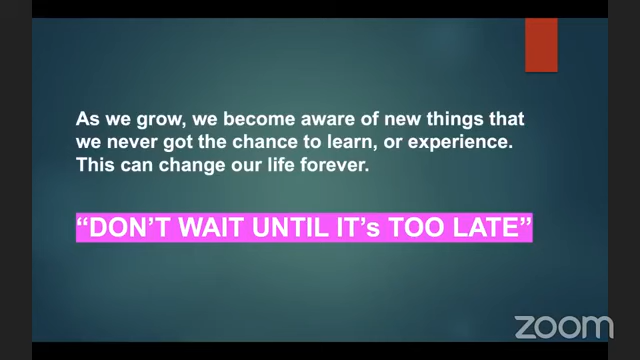 As we grow, we become aware of new things that
we never got the chance to learn, or experience.
This can change our life forever.
“DON’T WAIT UNTIL IT’s TOO LATE”
zoom